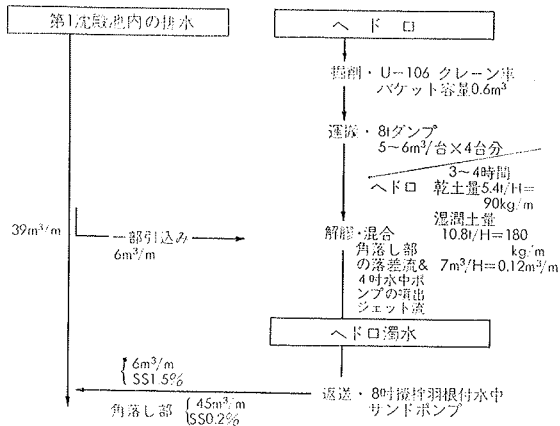 第1沈殿池内の排水
ヘドロ
掘削・U-106 クレーン車
バケット容量0.6m³
運搬・8tダンプ
5~6m³/台×4台分
3~4時間
ヘドロ 乾土量5.4t/H=
90kg/m
湿潤土量
39m³/m
一部引込み
6m³/m
解膠・混合 10.8t/H=180
kg/m
角落し部
の落差流& 7m³/H=0.12m³/m
4吋水中ポ
ンプの噴出
ジェット流
ヘドロ濁水
6m³/m
SS1.5%
返送・8吋攪拌羽根付水中
サンドポンプ
角落し部
45m³/m
SS0.2%